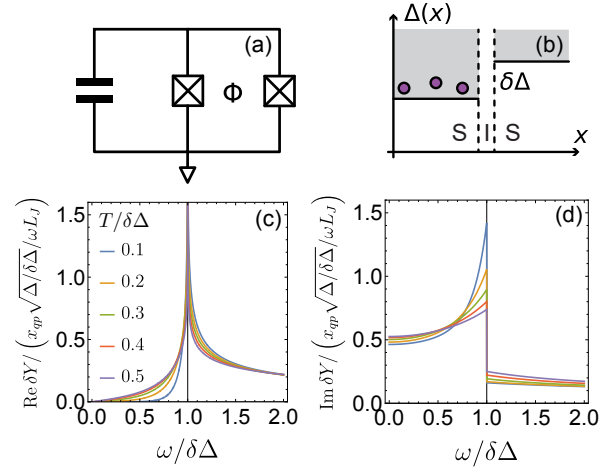 (a)
Φ
Δ(x)
(b)
δΔ
S I S
x
Re δY/(x_qp √Δ/δΔ/ωL_J)
1.5
1.0
0.5
0.0
T/δΔ
0.1
0.2
0.3
0.4
0.5
(c)
0.0 0.5 1.0 1.5 2.0
ω/δΔ
Im δY/(x_qp √Δ/δΔ/ωL_J)
1.5
1.0
0.5
0.0
(d)
0.0 0.5 1.0 1.5 2.0
ω/δΔ